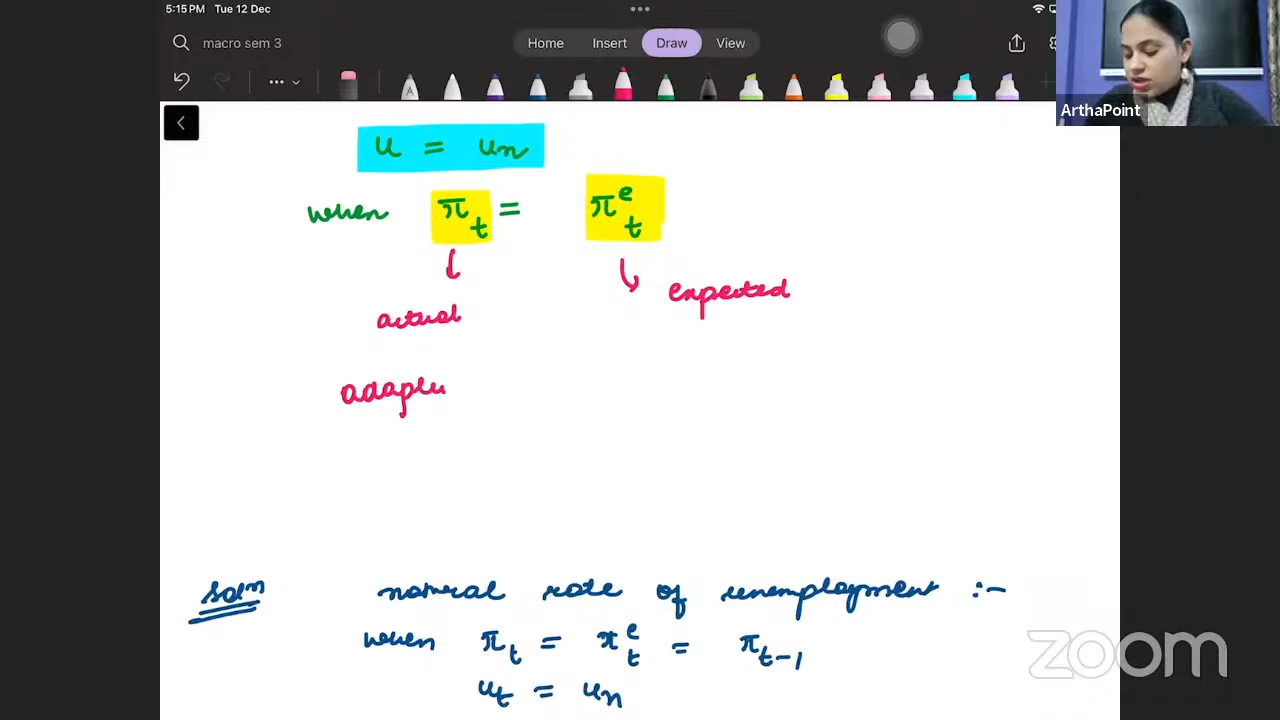 5:15 PM Tue 12 Dec
macro sem 3
Home Insert Draw View
ArthaPoint
A
u = un
when πt = πᵉt
expected
actual
adapti
Soln natural rate of unemployment :-
when πt = πᵉt = πt-1
ut = un
zoom